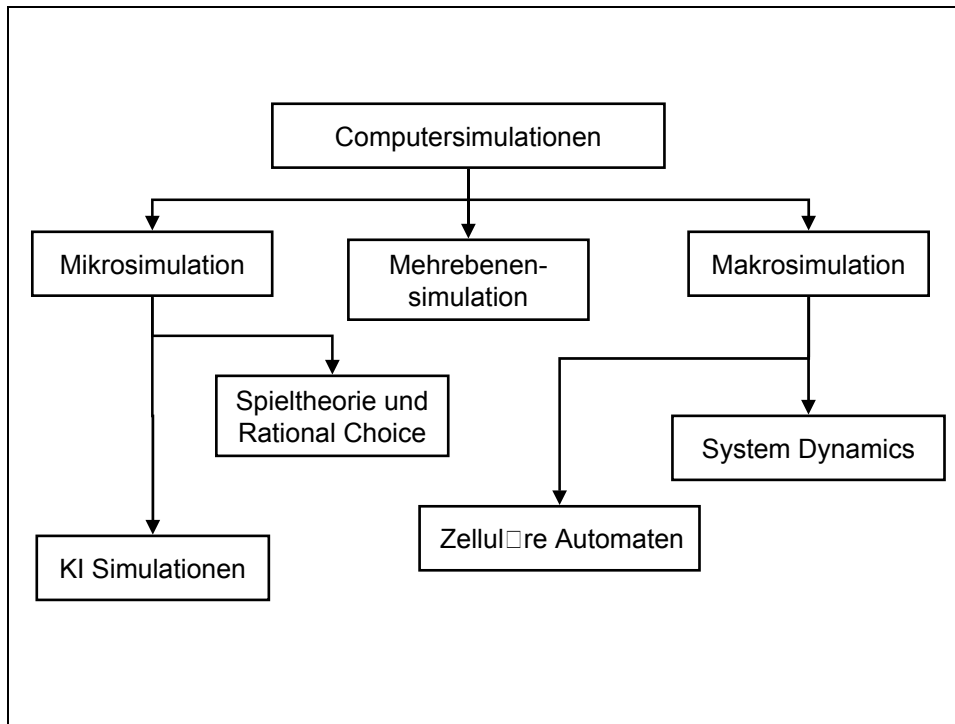 Computersimulationen
Mikrosimulation
Mehrebenen-
simulation
Makrosimulation
Spieltheorie und
Rational Choice
System Dynamics
Zellul□re Automaten
KI Simulationen